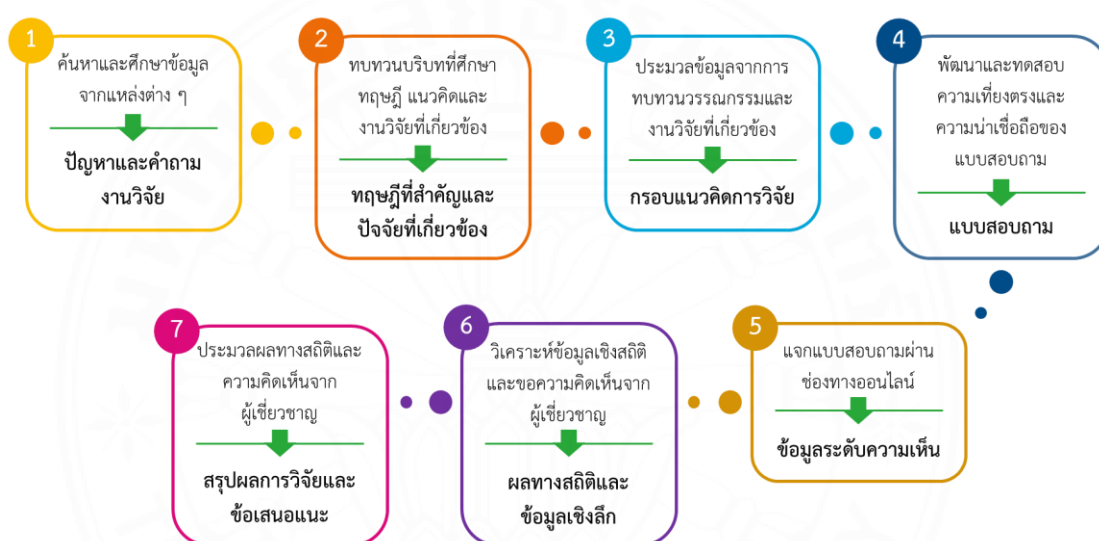 1
ค้นหาและศึกษาข้อมูล
จากแหล่งต่าง ๆ
ปัญหาและคำถาม
งานวิจัย
2
ทบทวนบริบทที่ศึกษา
ทฤษฎี แนวคิดและ
งานวิจัยที่เกี่ยวข้อง
ทฤษฎีที่สำคัญและ
ปัจจัยที่เกี่ยวข้อง
3
ประมวลข้อมูลจากการ
ทบทวนวรรณกรรมและ
งานวิจัยที่เกี่ยวข้อง
กรอบแนวคิดการวิจัย
4
พัฒนาและทดสอบ
ความเที่ยงตรงและ
ความน่าเชื่อถือของ
แบบสอบถาม
แบบสอบถาม
5
แจกแบบสอบถามผ่าน
ช่องทางออนไลน์
ข้อมูลระดับความเห็น
6
วิเคราะห์ข้อมูลเชิงสถิติ
และขอความคิดเห็นจาก
ผู้เชี่ยวชาญ
ผลทางสถิติและ
ข้อมูลเชิงลึก
7
ประมวลผลทางสถิติและ
ความคิดเห็นจาก
ผู้เชี่ยวชาญ
สรุปผลการวิจัยและ
ข้อเสนอแนะ